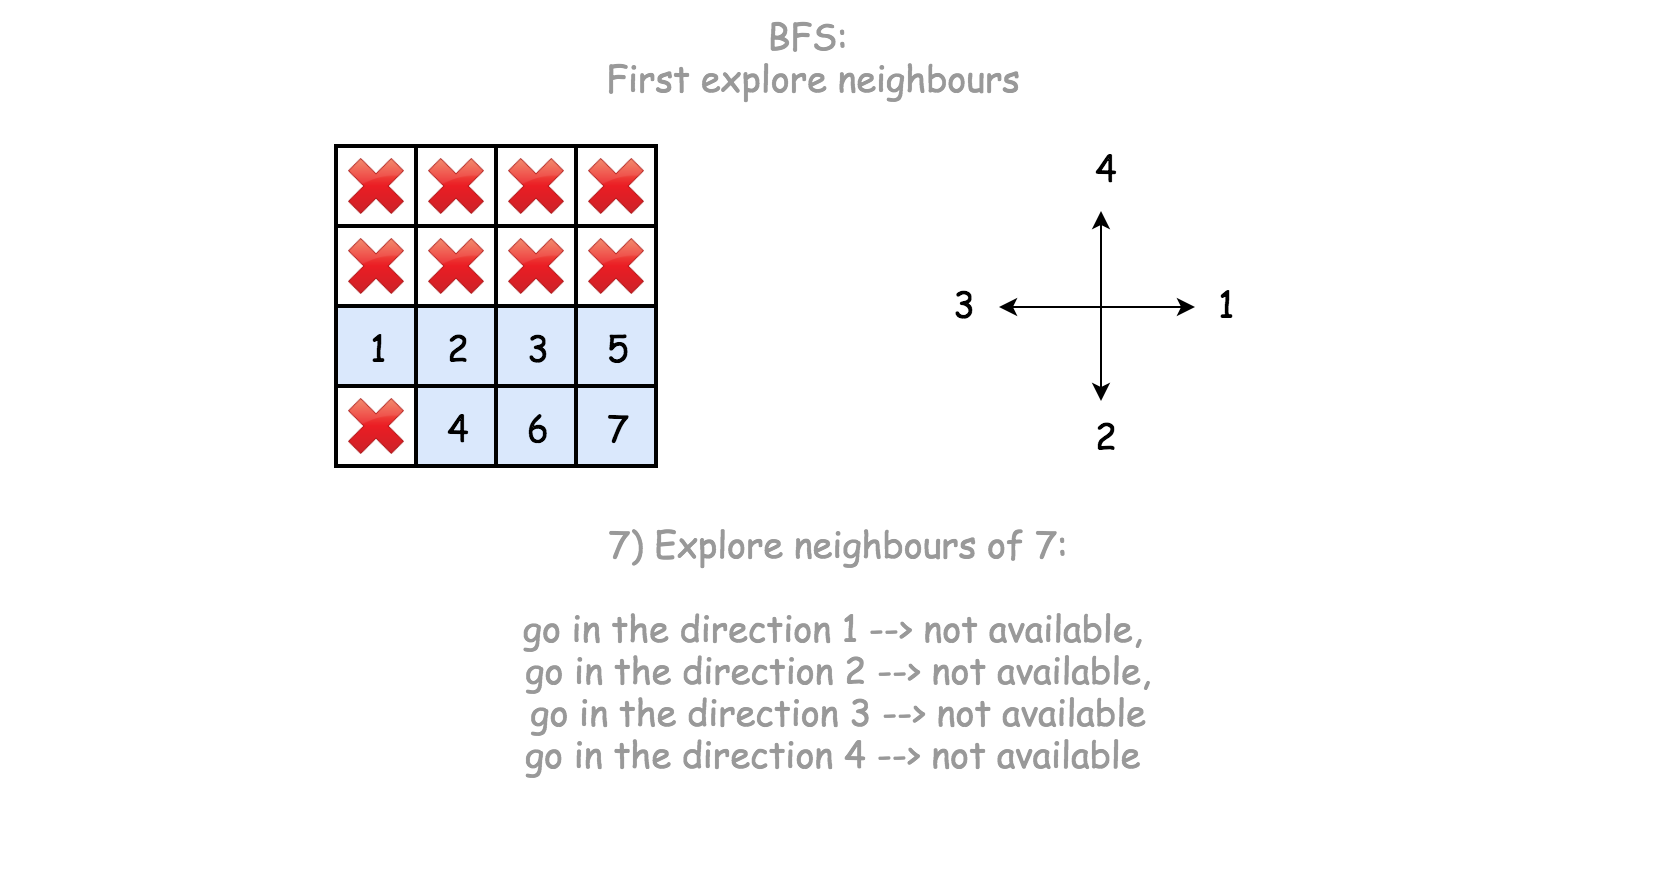 BFS:
First explore neighbours
4
3 1
1 2 3 5
4 6 7
2
7) Explore neighbours of 7:
go in the direction 1 --> not available,
go in the direction 2 --> not available,
go in the direction 3 --> not available
go in the direction 4 --> not available